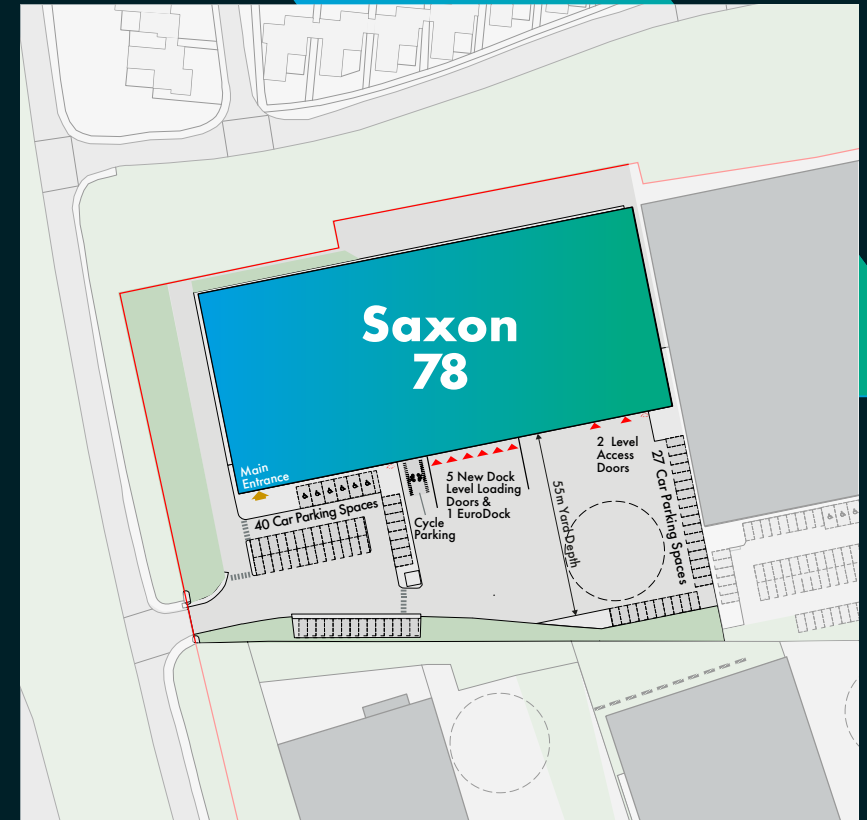 Saxon
78
Main
Entrance
40 Car Parking Spaces
Cycle
Parking
5 New Dock
Level Loading
Doors &
1 EuroDock
55m Yard Depth
2 Level
Access
Doors
27 Car Parking Spaces